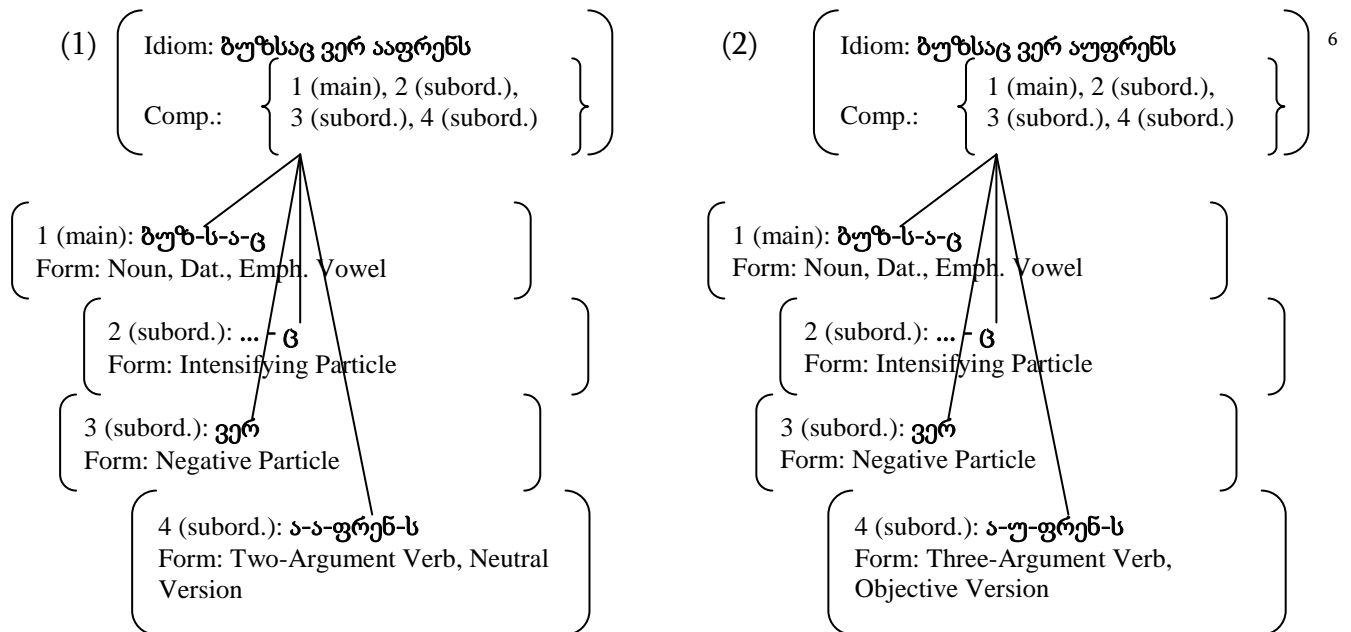 (1)
Idiom: ბუზსაც ვერ ააფრენს
Comp.:
1 (main), 2 (subord.),
3 (subord.), 4 (subord.)
1 (main): ბუზ-ს-ა-ც
Form: Noun, Dat., Emph. Vowel
2 (subord.): ... - ც
Form: Intensifying Particle
3 (subord.): ვერ
Form: Negative Particle
4 (subord.): ა-ა-ფრენ-ს
Form: Two-Argument Verb, Neutral
Version
(2)
Idiom: ბუზსაც ვერ აუფრენს
Comp.:
1 (main), 2 (subord.),
3 (subord.), 4 (subord.)
6
1 (main): ბუზ-ს-ა-ც
Form: Noun, Dat., Emph. Vowel
2 (subord.): ... - ც
Form: Intensifying Particle
3 (subord.): ვერ
Form: Negative Particle
4 (subord.): ა-უ-ფრენ-ს
Form: Three-Argument Verb,
Objective Version